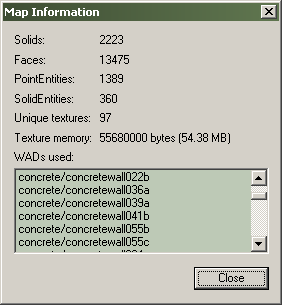 Map Information
Solids: 2223
Faces: 13475
PointEntities: 1389
SolidEntities: 360
Unique textures: 97
Texture memory: 55680000 bytes (54.38 MB)
WADs used:
concrete/concretewall022b
concrete/concretewall036a
concrete/concretewall039a
concrete/concretewall041b
concrete/concretewall055b
concrete/concretewall055c
Close